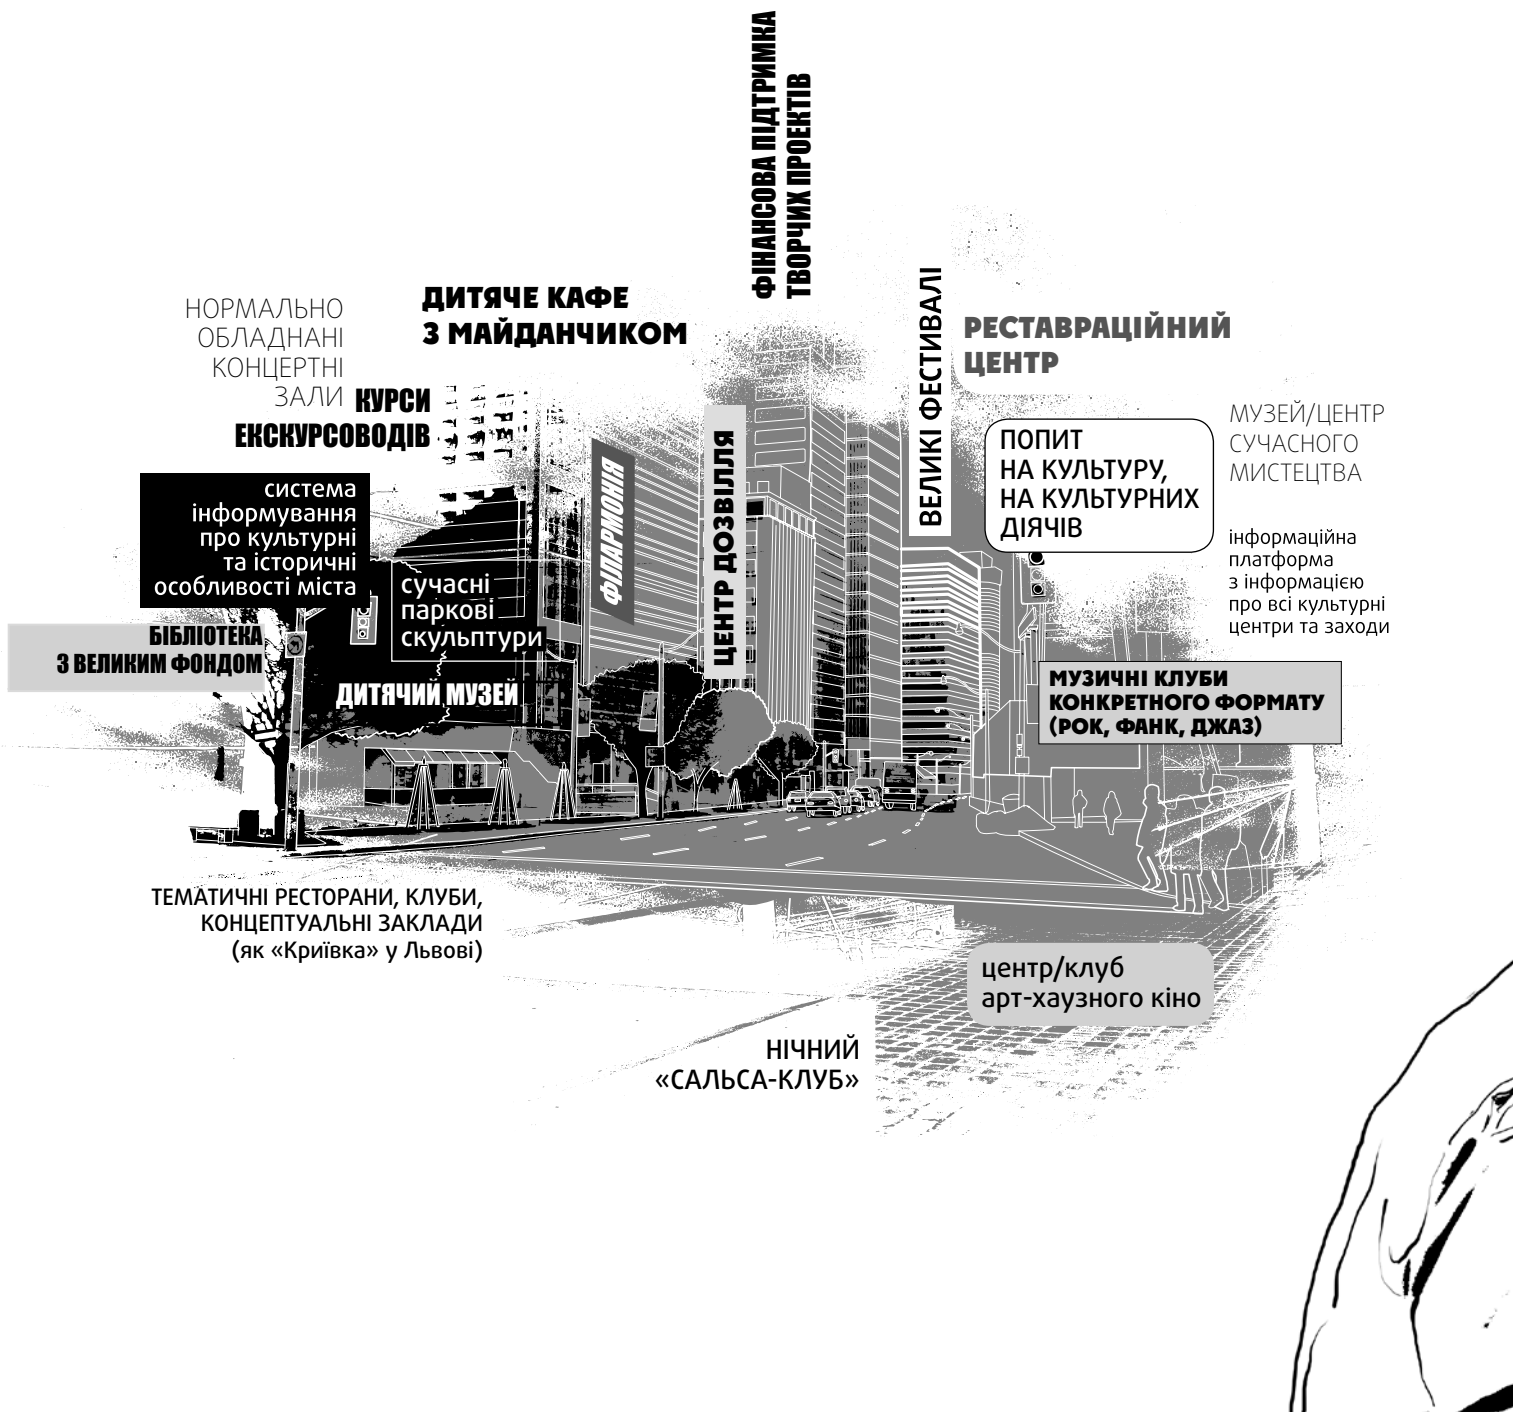 ФІНАНСОВА ПІДТРИМКА
ТВОРЧИХ ПРОЕКТІВ
НОРМАЛЬНО
ОБЛАДНАНІ
КОНЦЕРТНІ
ЗАЛИ
ДИТЯЧЕ КАФЕ
З МАЙДАНЧИКОМ
ВЕЛИКІ ФЕСТИВАЛІ
РЕСТАВРАЦІЙНИЙ
ЦЕНТР
КУРСИ
ЕКСКУРСОВОДІВ
ФІЛАРМОНІЯ
ЦЕНТР ДОЗВІЛЛЯ
ПОПИТ
НА КУЛЬТУРУ,
НА КУЛЬТУРНИХ
ДІЯЧІВ
МУЗЕЙ/ЦЕНТР
СУЧАСНОГО
МИСТЕЦТВА
система
інформування
про культурні
та історичні
особливості міста
сучасні
паркові
скульптури
інформаційна
платформа
з інформацією
про всі культурні
центри та заходи
БІБЛІОТЕКА
З ВЕЛИКИМ ФОНДОМ
ДИТЯЧИЙ МУЗЕЙ
МУЗИЧНІ КЛУБИ
КОНКРЕТНОГО ФОРМАТУ
(РОК, ФАНК, ДЖАЗ)
ТЕМАТИЧНІ РЕСТОРАНИ, КЛУБИ,
КОНЦЕПТУАЛЬНІ ЗАКЛАДИ
(як «Криївка» у Львові)
центр/клуб
арт-хаузного кіно
НІЧНИЙ
«САЛЬСА-КЛУБ»